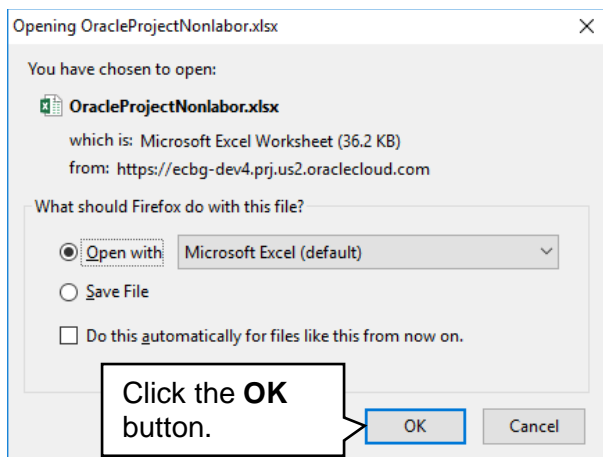 Opening OracleProjectNonlabor.xlsx
You have chosen to open:
OracleProjectNonlabor.xlsx
which is: Microsoft Excel Worksheet (36.2 KB)
from: https://ecbg-dev4.prj.us2.oraclecloud.com
What should Firefox do with this file?
Open with Microsoft Excel (default)
Save File
Do this automatically for files like this from now on.
Click the OK
button.
OK Cancel